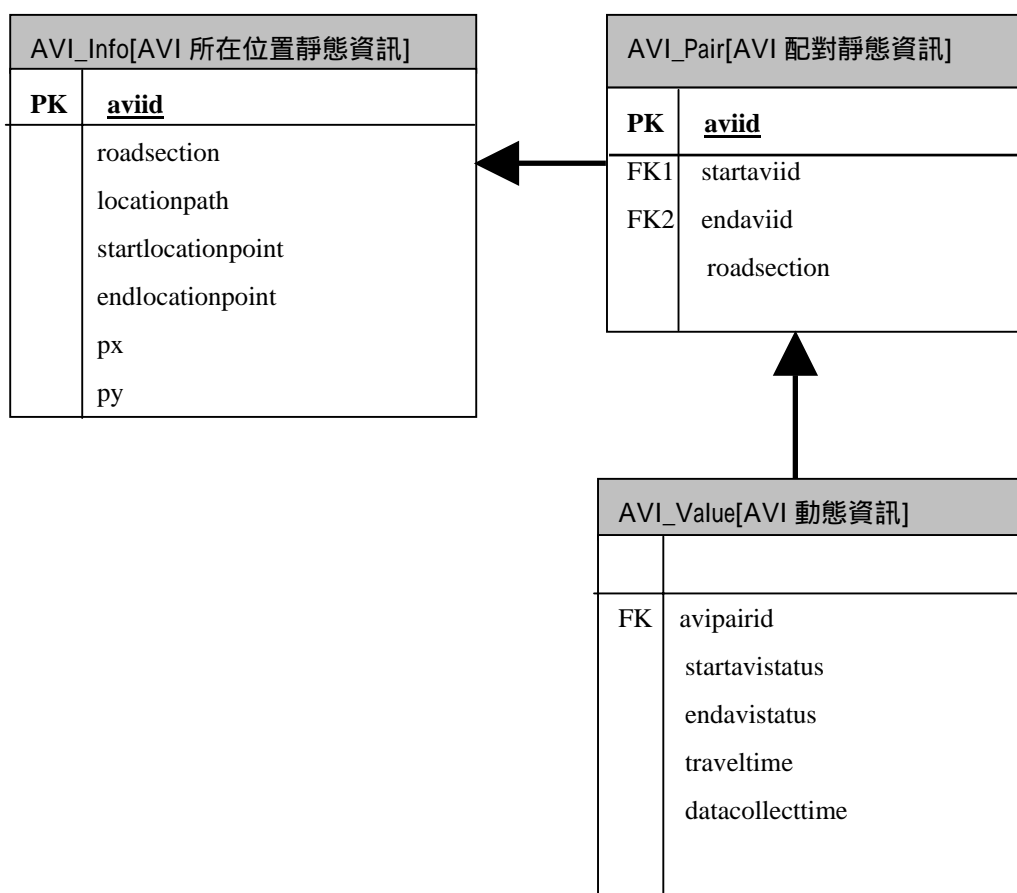 AVI_Info[AVI 所在位置靜態資訊]
PK aviid
roadsection
locationpath
startlocationpoint
endlocationpoint
px
py
AVI_Pair[AVI 配對靜態資訊]
PK aviid
FK1 startaviid
FK2 endaviid
roadsection
AVI_Value[AVI 動態資訊]
FK avipairid
startavistatus
endavistatus
traveltime
datacollecttime